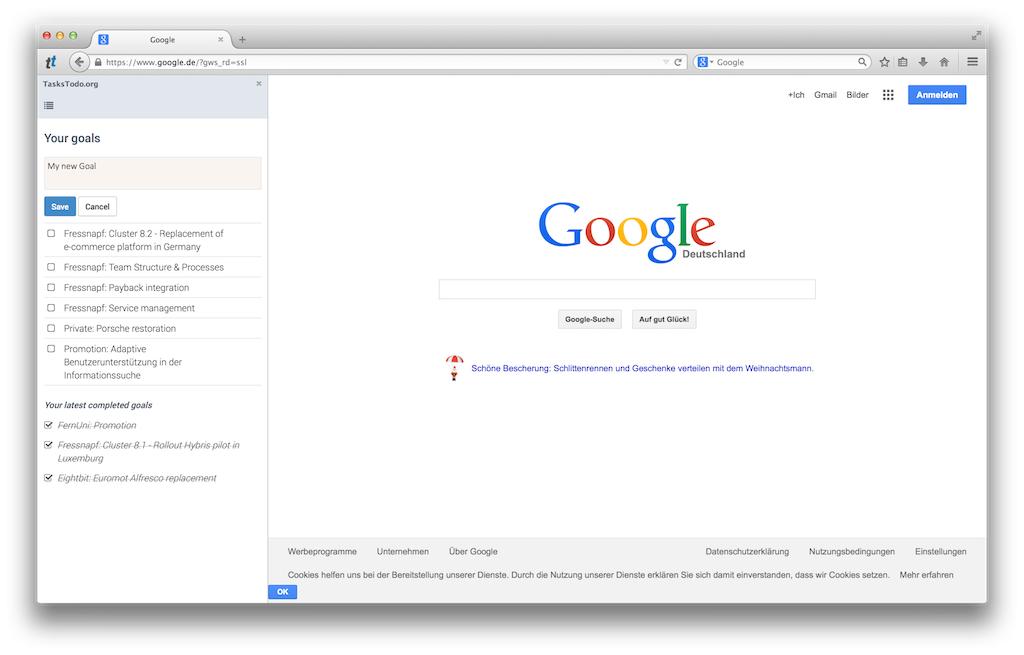 Google
https://www.google.de/?gws_rd=ssl
Google
TasksTodo.org
Your goals
My new Goal
Save Cancel
Fressnapf: Cluster 8.2 - Replacement of
e-commerce platform in Germany
Fressnapf: Team Structure & Processes
Fressnapf: Payback integration
Fressnapf: Service management
Private: Porsche restoration
Promotion: Adaptive
Benutzerunterstützung in der
Informationssuche
Your latest completed goals
FernUni: Promotion
Fressnapf: Cluster 8.1 - Rollout Hybris pilot in
Luxemburg
Eightbit: Euromot Alfresco replacement
+Ich Gmail Bilder Anmelden
Google
Deutschland
Google-Suche Auf gut Glück!
Schöne Bescherung: Schlittenrennen und Geschenke verteilen mit dem Weihnachtsmann.
Werbeprogramme Unternehmen Über Google Datenschutzerklärung Nutzungsbedingungen Einstellungen
Cookies helfen uns bei der Bereitstellung unserer Dienste. Durch die Nutzung unserer Dienste erklären Sie sich damit einverstanden, dass wir Cookies setzen. Mehr erfahren
OK